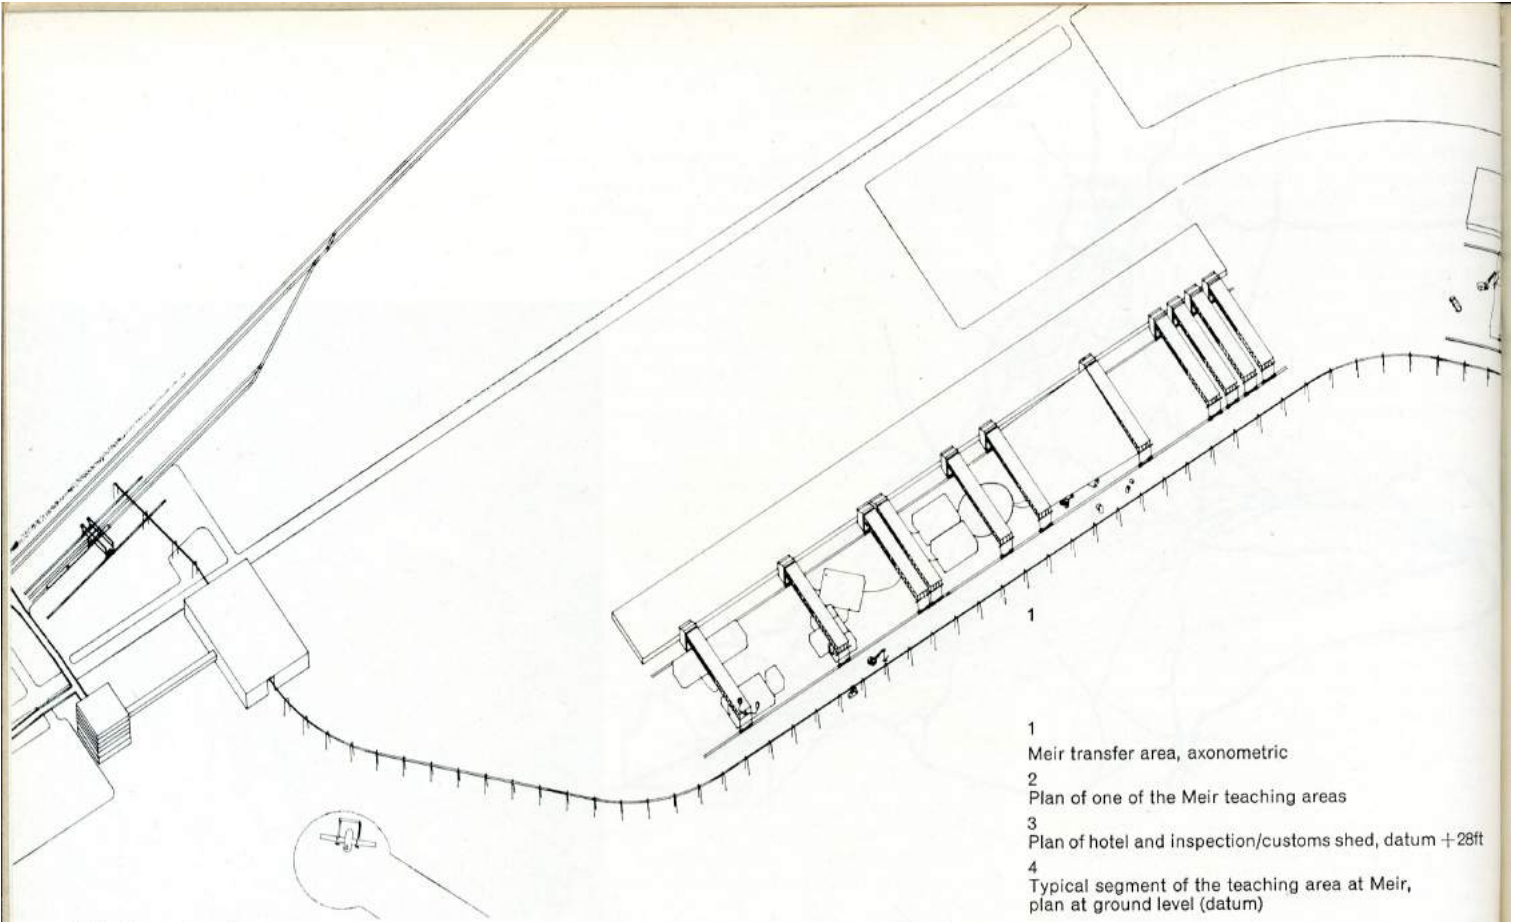 1
1
Meir transfer area, axonometric
2
Plan of one of the Meir teaching areas
3
Plan of hotel and inspection/customs shed, datum +28ft
4
Typical segment of the teaching area at Meir,
plan at ground level (datum)